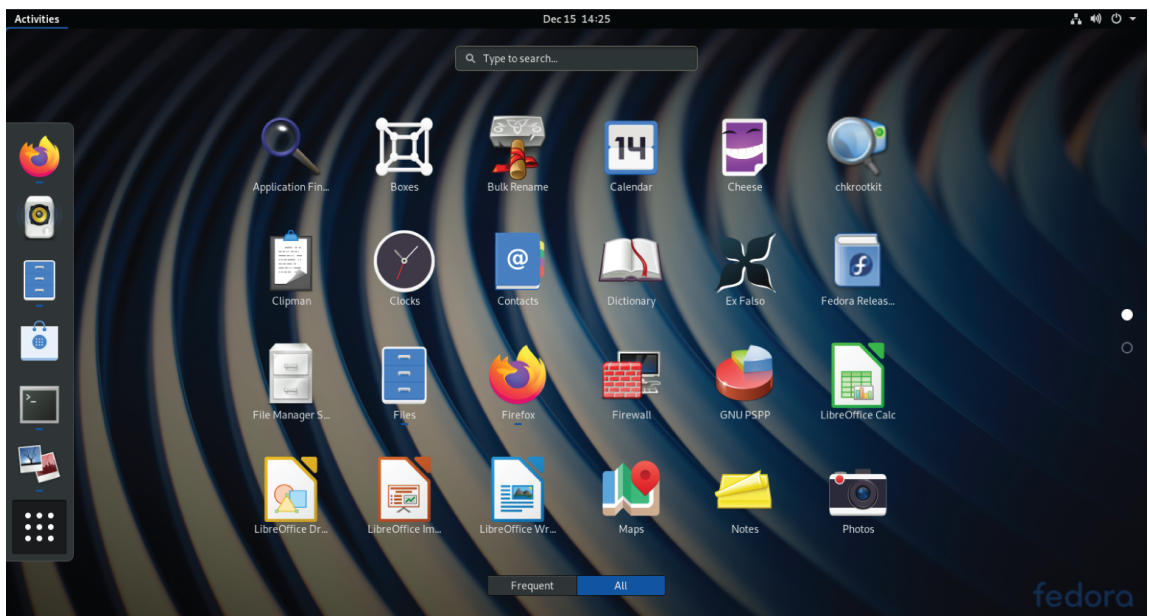 Activities
Dec 15 14:25
Type to search...
Application Fin...
Boxes
Bulk Rename
14
Calendar
Cheese
chkrootkit
Clipman
Clocks
@
Contacts
Dictionary
Ex Falso
Fedora Releas...
File Manager S...
Files
Firefox
Firewall
GNU PSPP
LibreOffice Calc
LibreOffice Dr...
LibreOffice Im...
LibreOffice Wr...
Maps
Notes
Photos
Frequent
All
fedora